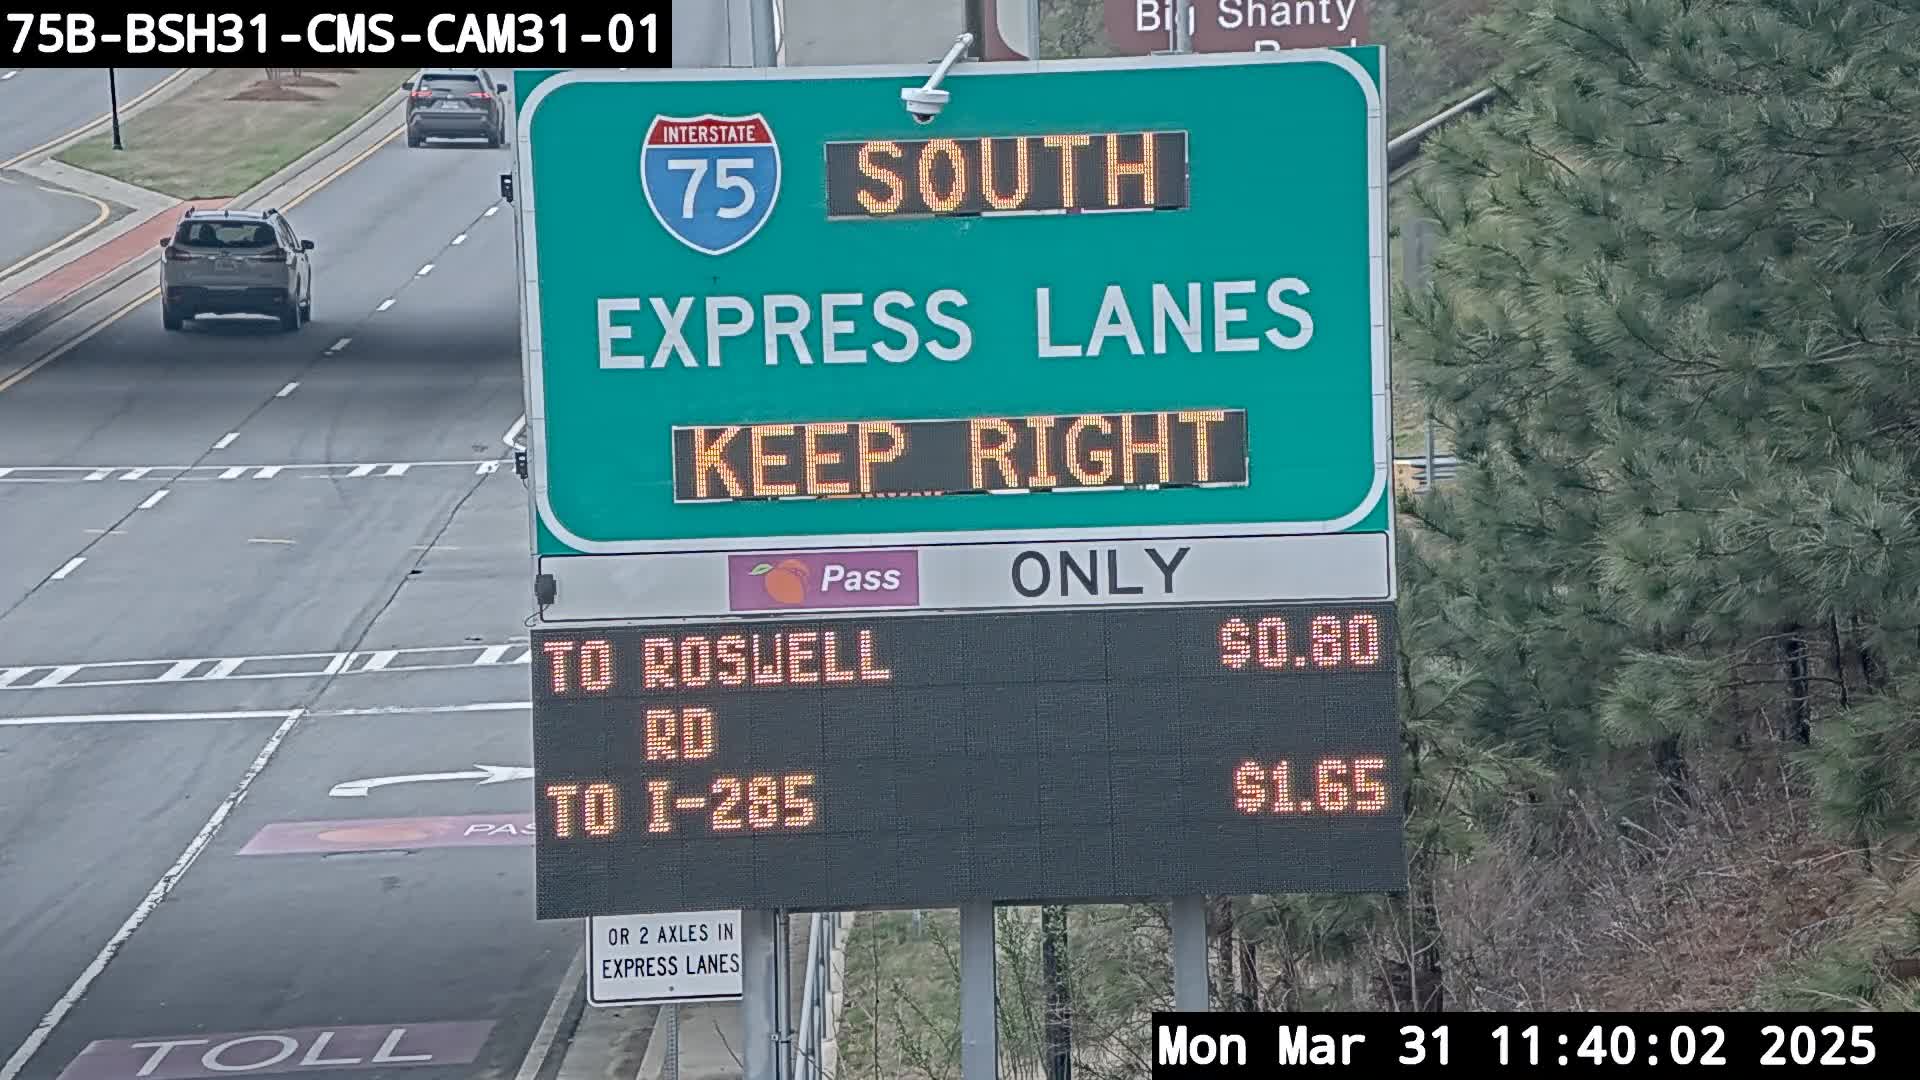 75B-BSH31-CMS-CAM31-01
Big Shanty
INTERSTATE
75
SOUTH
EXPRESS LANES
KEEP RIGHT
Pass ONLY
TO ROSWELL $0.80
RD
TO I-285 $1.65
PAS
OR 2 AXLES IN
EXPRESS LANES
TOLL
Mon Mar 31 11:40:02 2025